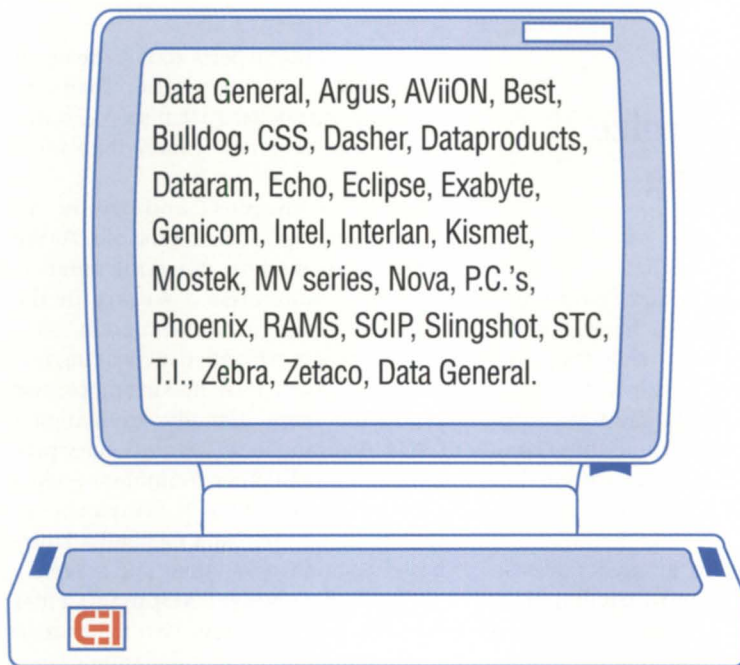 Data General, Argus, AViiON, Best,
Bulldog, CSS, Dasher, Dataproducts,
Dataram, Echo, Eclipse, Exabyte,
Genicom, Intel, Interlan, Kismet,
Mostek, MV series, Nova, P.C.'s,
Phoenix, RAMS, SCIP, Slingshot, STC,
T.I., Zebra, Zetaco, Data General.
CEI